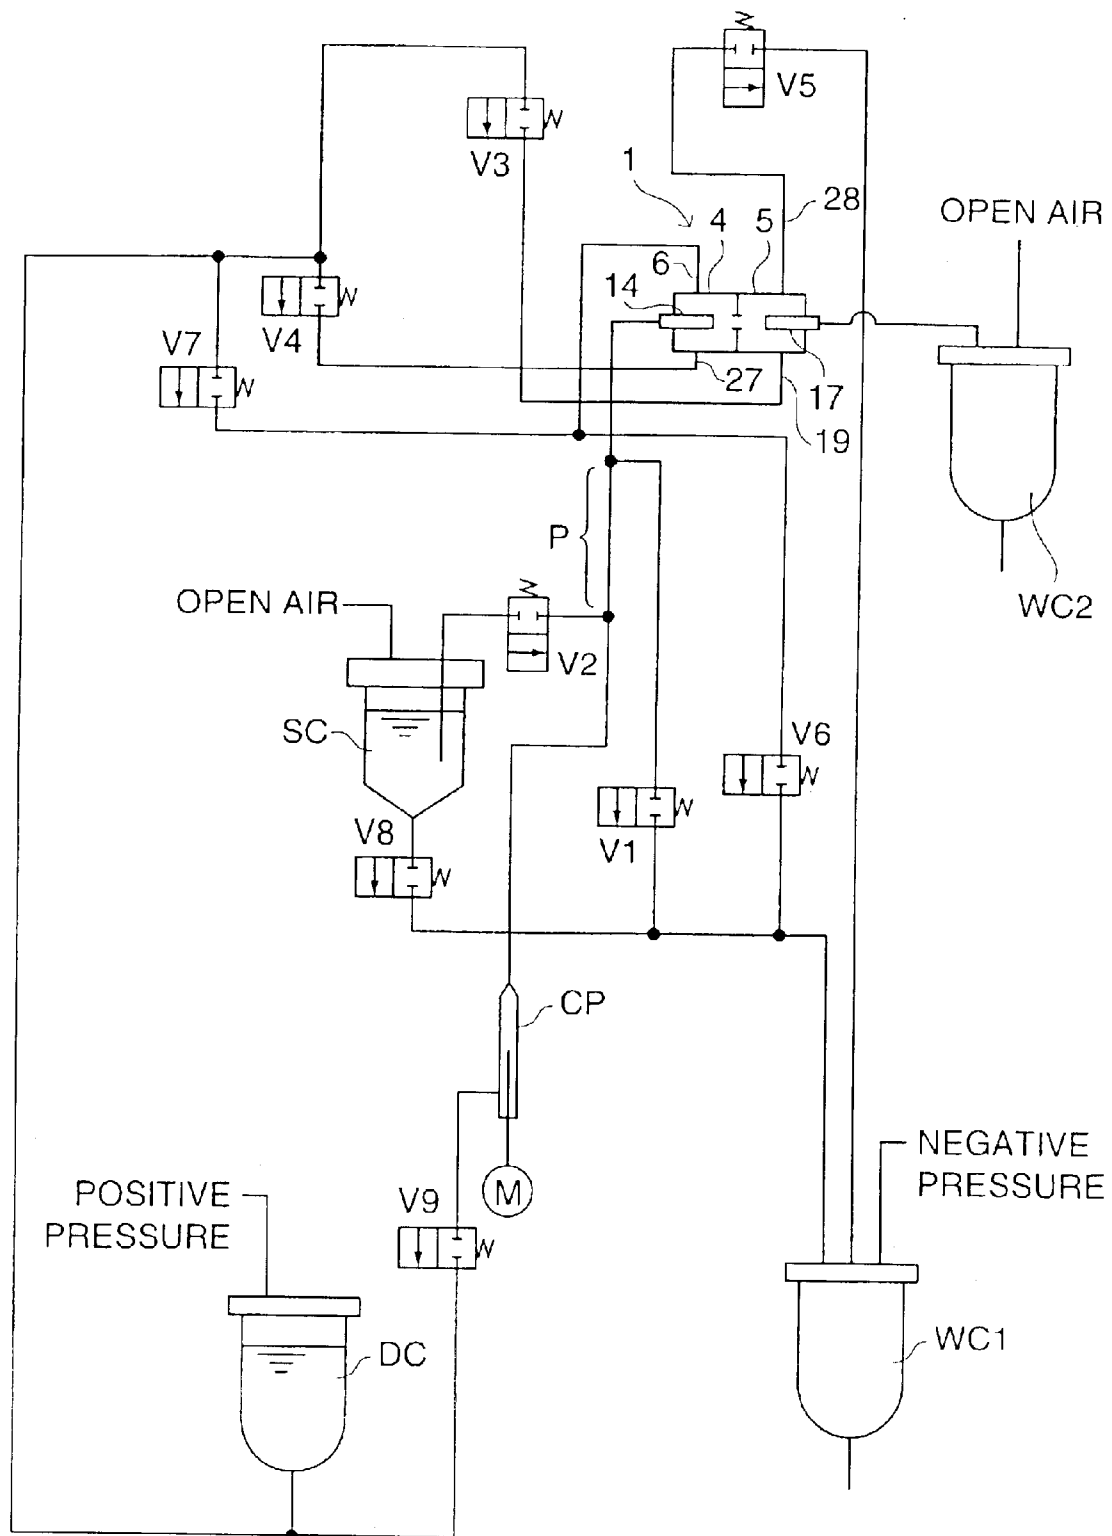 V5
V3
1
28
OPEN AIR
4
5
6
14
V4
V7
27
17
19
P
WC2
OPEN AIR
V2
SC
V6
V8
V1
CP
NEGATIVE
PRESSURE
POSITIVE
PRESSURE
V9
M
DC
WC1